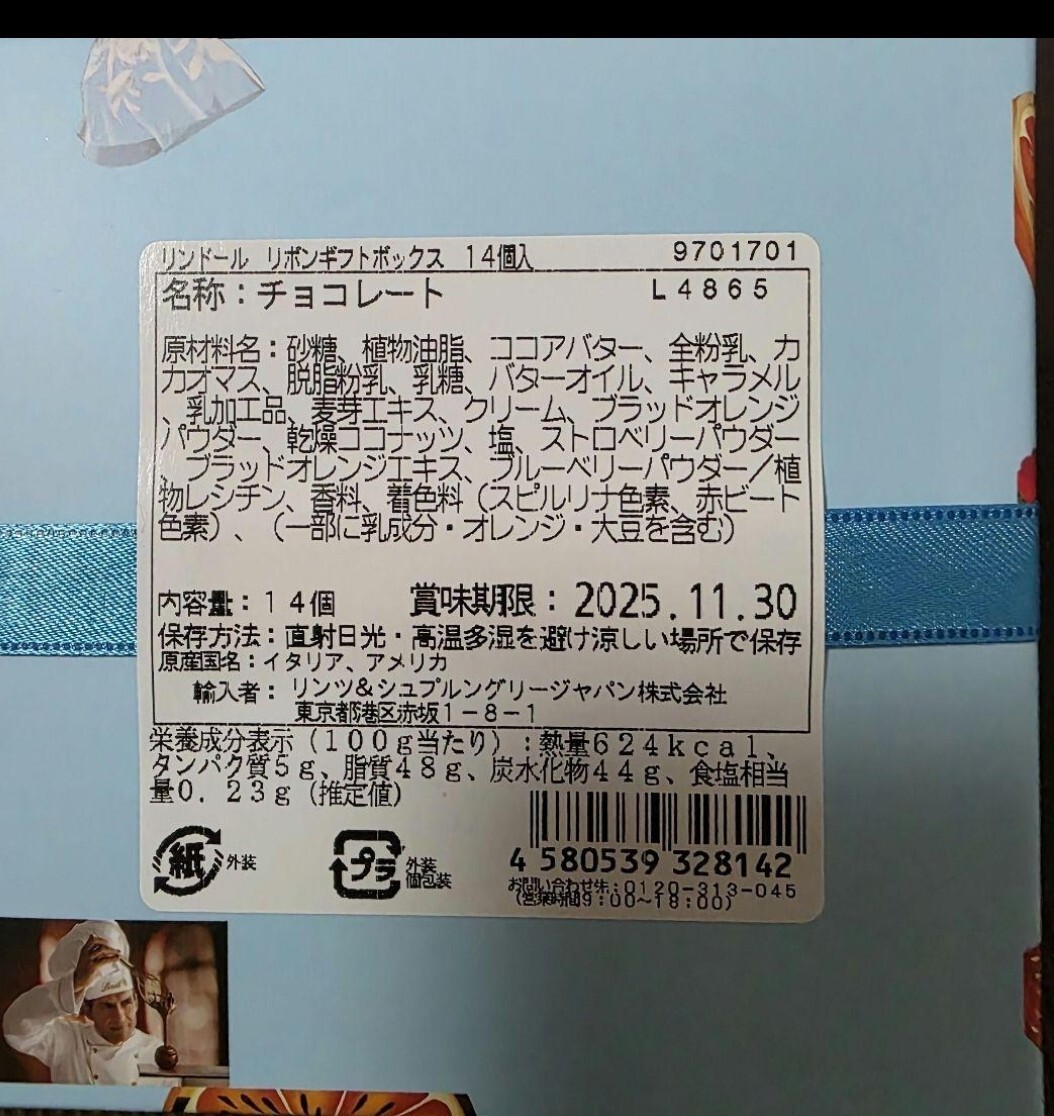 リンドール リボンギフトボックス 14個入 9701701
名称：チョコレート L4865
原材料名：砂糖、植物油脂、ココアバター、全粉乳、カ
カオマス、脱脂粉乳、乳糖、バターオイル、キャラメル
、乳加工品、麦芽エキス、クリーム、ブラッドオレンジ
パウダー、乾燥ココナッツ、塩、ストロベリーパウダー
、ブラッドオレンジエキス、ブルーベリーパウダー／植
物レシチン、香料、着色料（スピルリナ色素、赤ビート
色素）、（一部に乳成分・オレンジ・大豆を含む）
内容量：14個 賞味期限：2025.11.30
保存方法：直射日光・高温多湿を避け涼しい場所で保存
原産国名：イタリア、アメリカ
輸入者：リンツ&シュプルングリージャパン株式会社
東京都港区赤坂1－8－1
栄養成分表示（100g当たり）：熱量624kcal、
タンパク質5g、脂質48g、炭水化物44g、食塩相当
量0.23g（推定値）
紙 外装
プラ 外装
個包装
4 580539 328142
お問い合わせ先：0120-313-045
（営業時間9：00～18：00）
Lindt